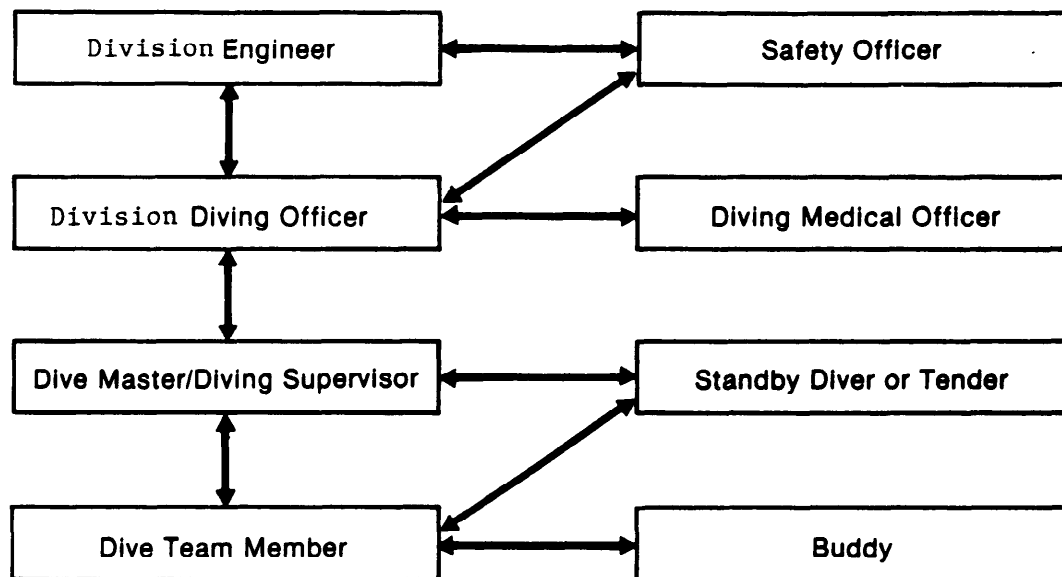 Division Engineer
Safety Officer
Division Diving Officer
Diving Medical Officer
Dive Master/Diving Supervisor
Standby Diver or Tender
Dive Team Member
Buddy